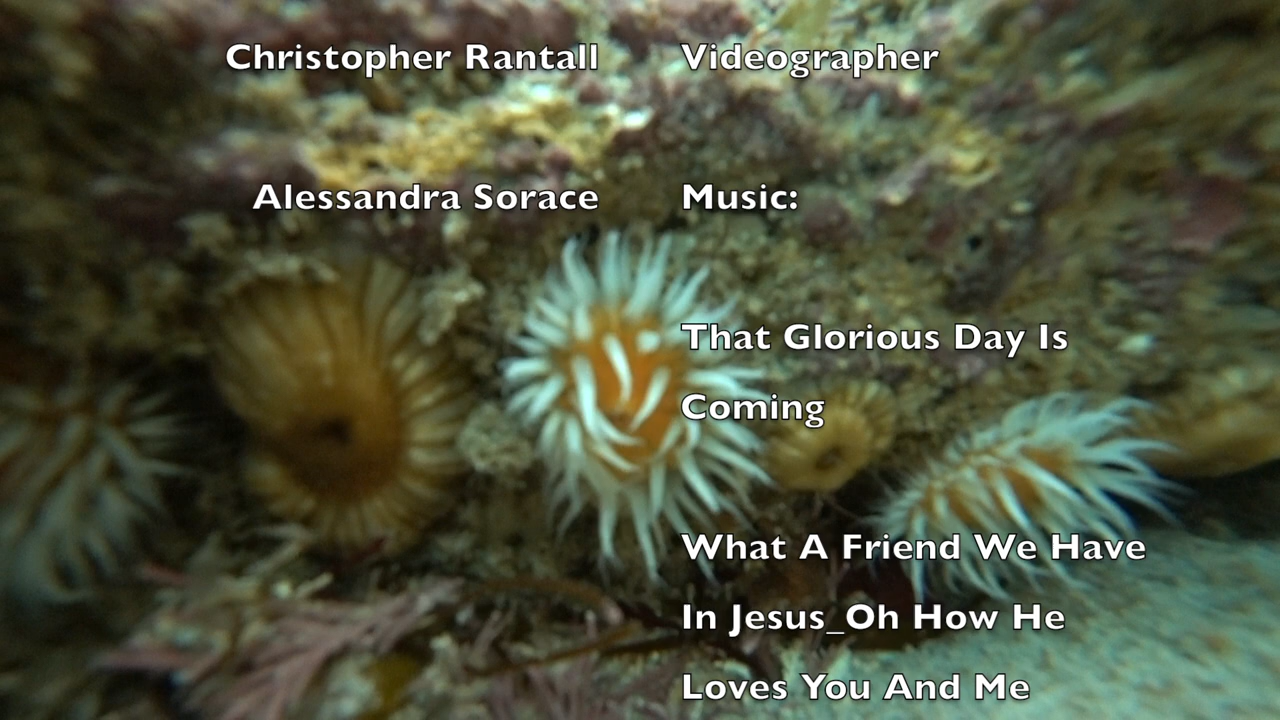 Christopher Rantall Videographer
Alessandra Sorace Music:
That Glorious Day Is
Coming
What A Friend We Have
In Jesus_Oh How He
Loves You And Me